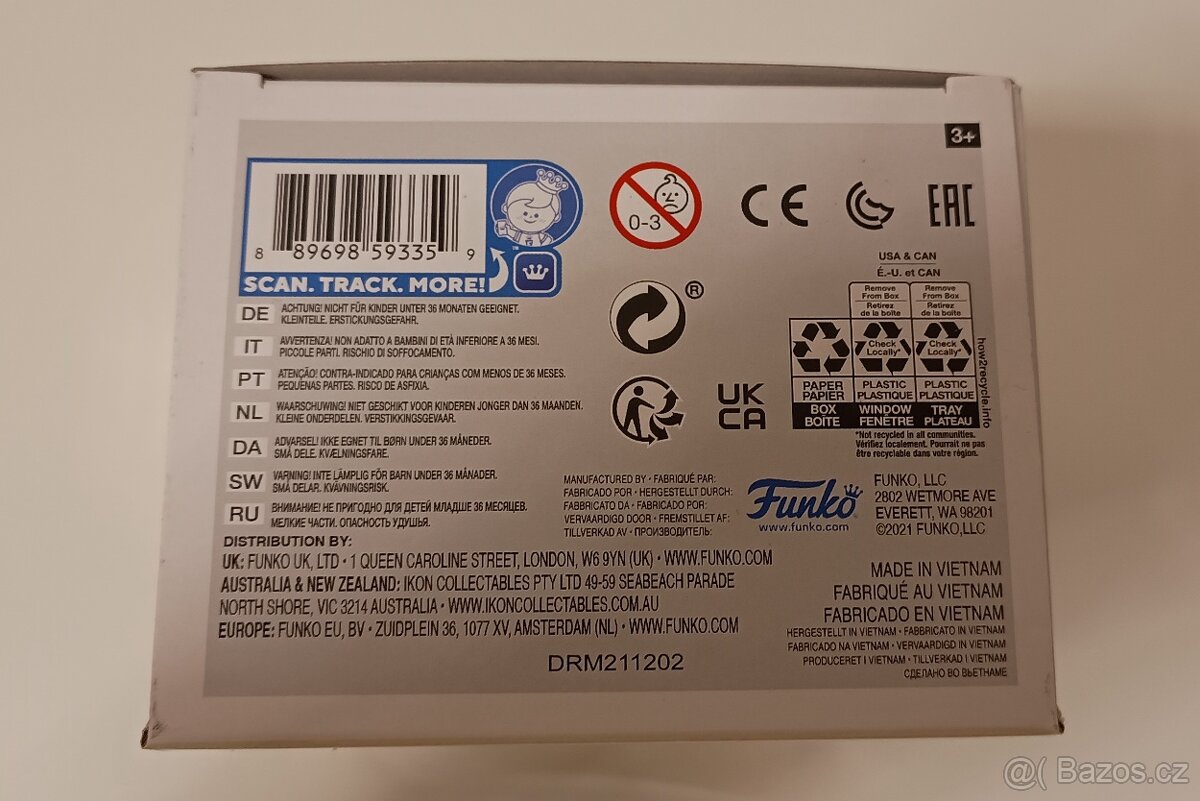 3+
8 89698 59335 9
™
SCAN. TRACK. MORE!
0-3
CE
EAC
®
UK
CA
USA & CAN
É.-U. et CAN
Remove From Box
Retirez de la boîte
Remove From Box
Retirez de la boîte
Check Locally*
Check Locally*
PAPER PAPIER
PLASTIC PLASTIQUE
PLASTIC PLASTIQUE
BOX BOÎTE
WINDOW FENÊTRE
TRAY PLATEAU
how2recycle.info
*Not recycled in all communities.
Vérifiez localement. Pourrait ne pas
être recyclable dans votre région.
DE ACHTUNG! NICHT FÜR KINDER UNTER 36 MONATEN GEEIGNET.
KLEINTEILE. ERSTICKUNGSGEFAHR.
IT AVVERTENZA! NON ADATTO A BAMBINI DI ETÀ INFERIORE A 36 MESI.
PICCOLE PARTI. RISCHIO DI SOFFOCAMENTO.
PT ATENÇÃO! CONTRA-INDICADO PARA CRIANÇAS COM MENOS DE 36 MESES.
PEQUENAS PARTES. RISCO DE ASFIXIA.
NL WAARSCHUWING! NIET GESCHIKT VOOR KINDEREN JONGER DAN 36 MAANDEN.
KLEINE ONDERDELEN. VERSTIKKINGSGEVAAR.
DA ADVARSEL! IKKE EGNET TIL BØRN UNDER 36 MÅNEDER.
SMÅ DELE. KVÆLNINGSFARE.
SW VARNING! INTE LÄMPLIG FÖR BARN UNDER 36 MÅNADER.
SMÅ DELAR. KVÄVNINGSRISK.
RU ВНИМАНИЕ! НЕ ПРИГОДНО ДЛЯ ДЕТЕЙ МЛАДШЕ 36 МЕСЯЦЕВ.
МЕЛКИЕ ЧАСТИ. ОПАСНОСТЬ УДУШЬЯ.
MANUFACTURED BY • FABRIQUÉ PAR:
FABRICADO POR • HERGESTELLT DURCH:
FABBRICATO DA • FABRICADO POR:
VERVAARDIGD DOOR • FREMSTILLET AF:
TILLVERKAD AV • ПРОИЗВОДИТЕЛЬ:
Funko
www.funko.com
FUNKO, LLC
2802 WETMORE AVE
EVERETT, WA 98201
©2021 FUNKO,LLC
DISTRIBUTION BY:
UK: FUNKO UK, LTD • 1 QUEEN CAROLINE STREET, LONDON, W6 9YN (UK) • WWW.FUNKO.COM
AUSTRALIA & NEW ZEALAND: IKON COLLECTABLES PTY LTD 49-59 SEABEACH PARADE
NORTH SHORE, VIC 3214 AUSTRALIA • WWW.IKONCOLLECTABLES.COM.AU
EUROPE: FUNKO EU, BV • ZUIDPLEIN 36, 1077 XV, AMSTERDAM (NL) • WWW.FUNKO.COM
DRM211202
MADE IN VIETNAM
FABRIQUÉ AU VIETNAM
FABRICADO EN VIETNAM
HERGESTELLT IN VIETNAM • FABBRICATO IN VIETNAM
FABRICADO NA VIETNAM • VERVAARDIGD IN VIETNAM
PRODUCERET I VIETNAM • TILLVERKAD I VIETNAM
СДЕЛАНО ВО ВЬЕТНАМЕ
@( Bazos.cz